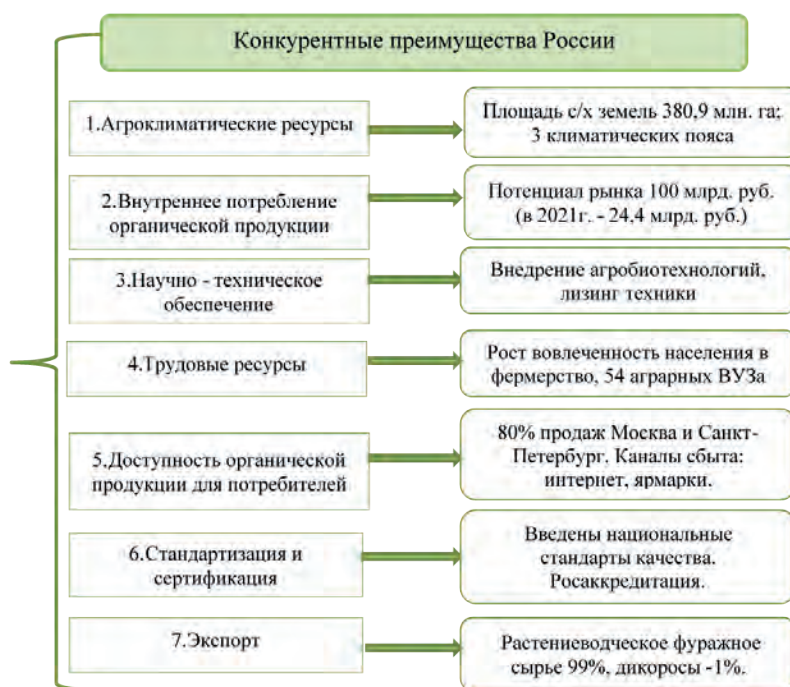 Конкурентные преимущества России
1.Агроклиматические ресурсы
Площадь с/х земель 380,9 млн. га;
3 климатических пояса
2.Внутреннее потребление
органической продукции
Потенциал рынка 100 млрд. руб.
(в 2021г. - 24,4 млрд. руб.)
3.Научно - техническое
обеспечение
Внедрение агробиотехнологий,
лизинг техники
4.Трудовые ресурсы
Рост вовлеченность населения в
фермерство, 54 аграрных ВУЗа
5.Доступность органической
продукции для потребителей
80% продаж Москва и Санкт-
Петербург. Каналы сбыта:
интернет, ярмарки.
6.Стандартизация и
сертификация
Введены национальные
стандарты качества.
Росаккредитация.
7.Экспорт
Растениеводческое фуражное
сырье 99%, дикоросы -1%.